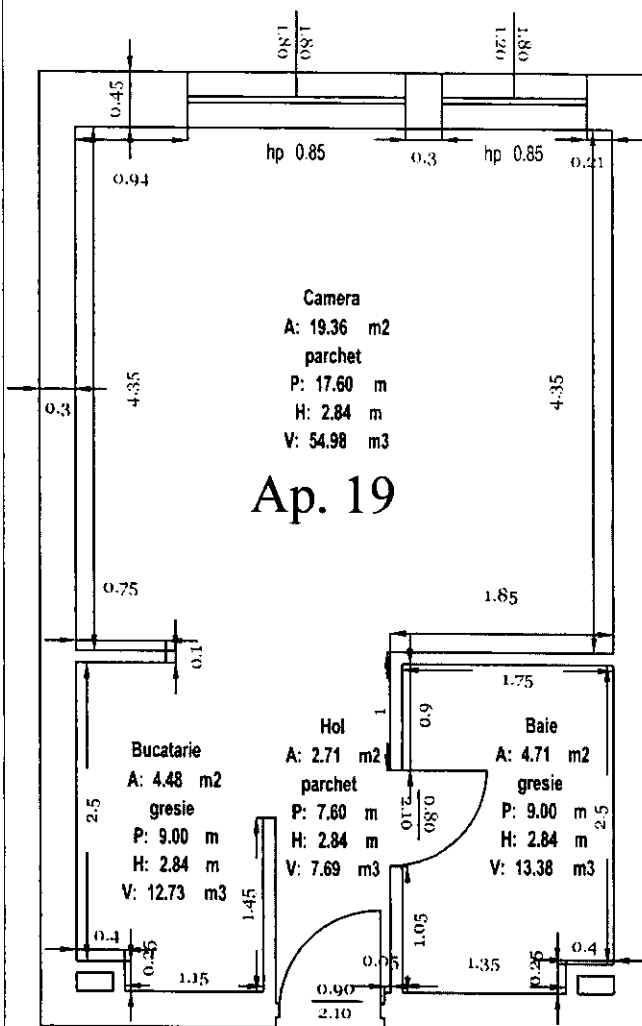 1.80
1.80
1.80
1.20
0.45
hp 0.85
0.3
hp 0.85
0.21
0.94
Camera
A: 19.36 m2
parchet
P: 17.60 m
H: 2.84 m
V: 54.98 m3
4.35
4.35
0.3
Ap. 19
0.75
1.85
0.1
1.75
1
0.9
Hol
A: 2.71 m2
parchet
P: 7.60 m
H: 2.84 m
V: 7.69 m3
Bucatarie
A: 4.48 m2
gresie
P: 9.00 m
H: 2.84 m
V: 12.73 m3
Baie
A: 4.71 m2
gresie
P: 9.00 m
H: 2.84 m
V: 13.38 m3
2.5
0.80
2.10
2.5
1.45
1.05
0.4
0.25
1.15
0.90
2.10
1.35
0.25
0.4